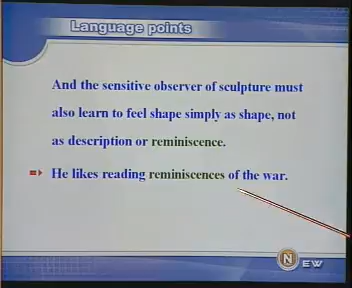 Language points
And the sensitive observer of sculpture must
also learn to feel shape simply as shape, not
as description or reminiscence.
He likes reading reminiscences of the war.
N EW